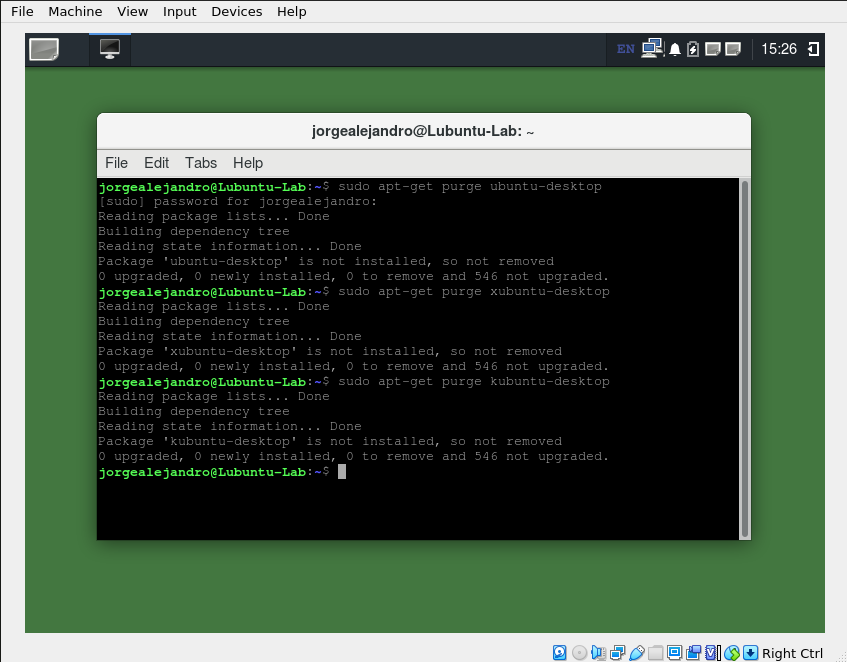 File Machine View Input Devices Help
EN 15:26
jorgealejandro@Lubuntu-Lab: ~
File Edit Tabs Help
jorgealejandro@Lubuntu-Lab:~$ sudo apt-get purge ubuntu-desktop
[sudo] password for jorgealejandro:
Reading package lists... Done
Building dependency tree
Reading state information... Done
Package 'ubuntu-desktop' is not installed, so not removed
0 upgraded, 0 newly installed, 0 to remove and 546 not upgraded.
jorgealejandro@Lubuntu-Lab:~$ sudo apt-get purge xubuntu-desktop
Reading package lists... Done
Building dependency tree
Reading state information... Done
Package 'xubuntu-desktop' is not installed, so not removed
0 upgraded, 0 newly installed, 0 to remove and 546 not upgraded.
jorgealejandro@Lubuntu-Lab:~$ sudo apt-get purge kubuntu-desktop
Reading package lists... Done
Building dependency tree
Reading state information... Done
Package 'kubuntu-desktop' is not installed, so not removed
0 upgraded, 0 newly installed, 0 to remove and 546 not upgraded.
jorgealejandro@Lubuntu-Lab:~$
Right Ctrl